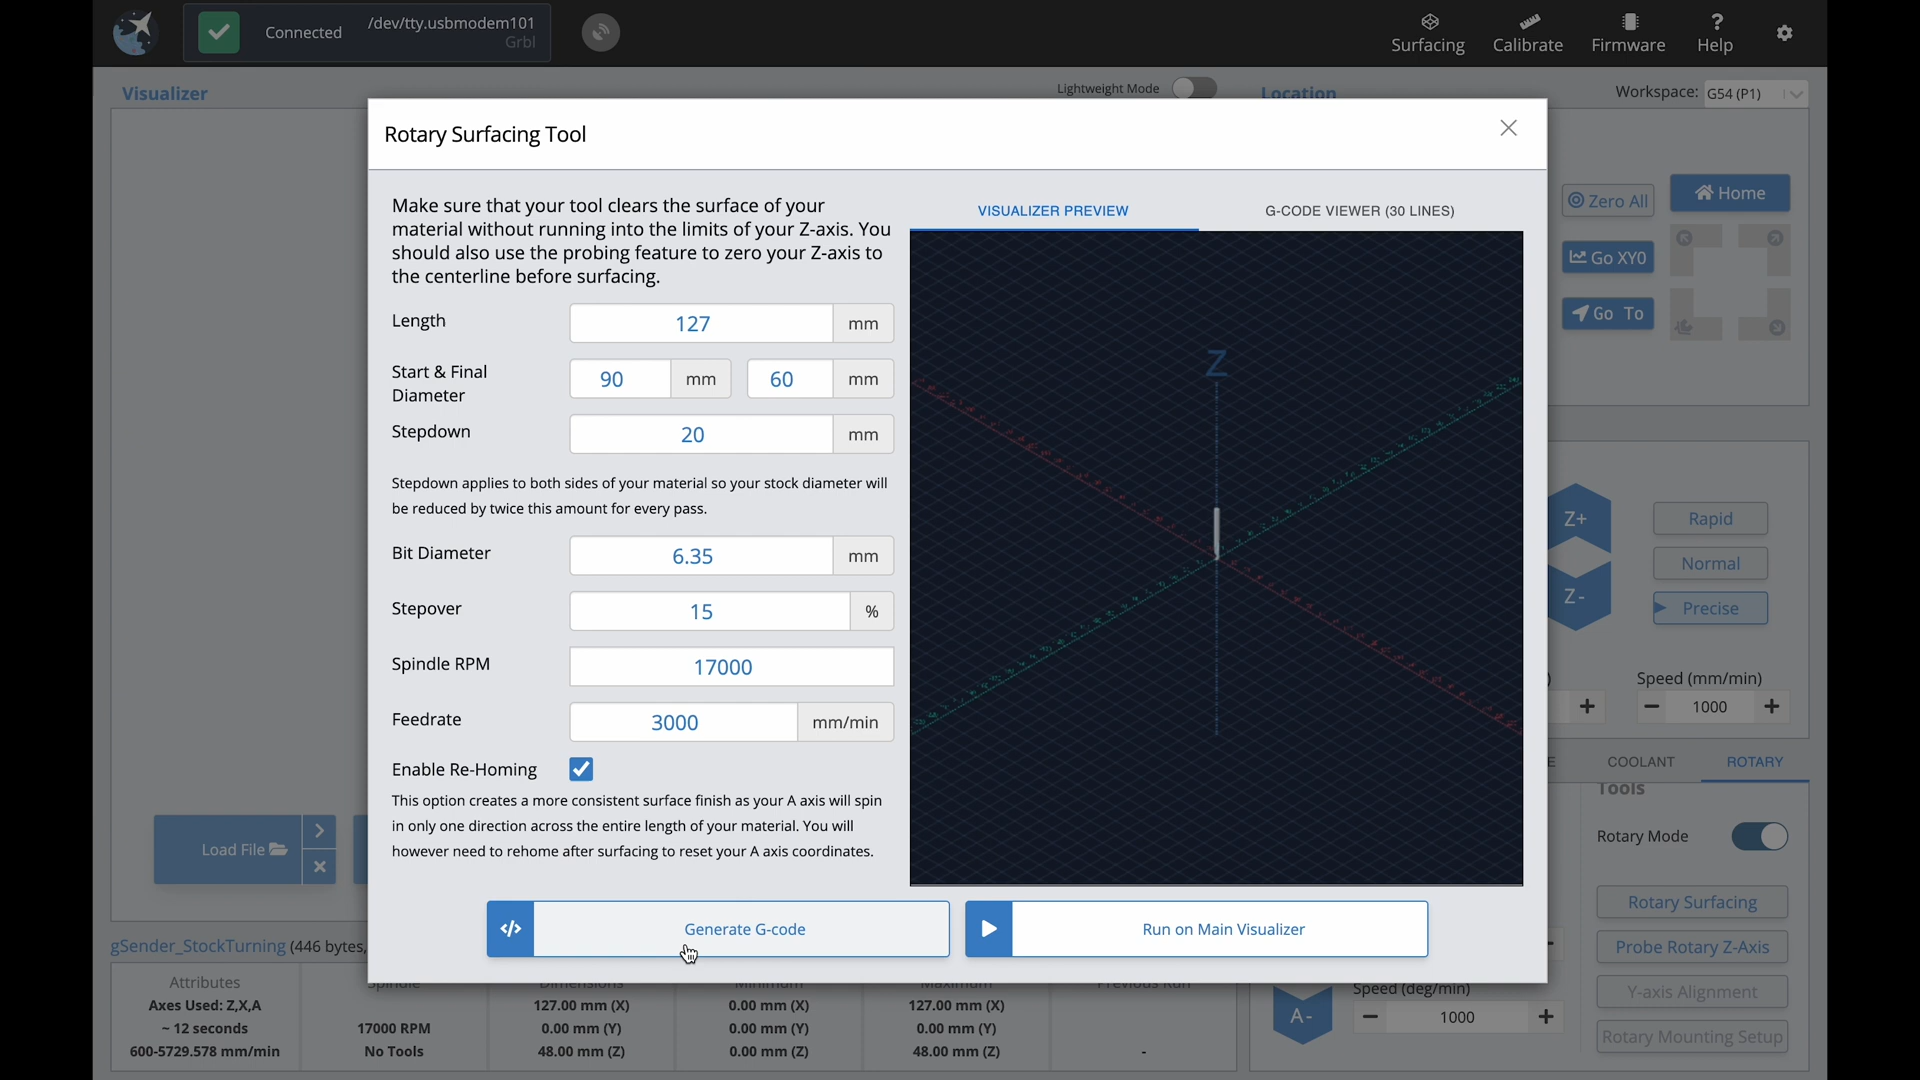 Connected
/dev/tty.usbmodem101
Grbl
Surfacing
Calibrate
Firmware
Help
Visualizer
Lightweight Mode
Location
Workspace:
G54 (P1)
Rotary Surfacing Tool
Make sure that your tool clears the surface of your
material without running into the limits of your Z-axis. You
should also use the probing feature to zero your Z-axis to
the centerline before surfacing.
Length
127
mm
Start & Final
Diameter
90
mm
60
mm
Stepdown
20
mm
Stepdown applies to both sides of your material so your stock diameter will
be reduced by twice this amount for every pass.
Bit Diameter
6.35
mm
Stepover
15
%
Spindle RPM
17000
Feedrate
3000
mm/min
Enable Re-Homing
This option creates a more consistent surface finish as your A axis will spin
in only one direction across the entire length of your material. You will
however need to rehome after surfacing to reset your A axis coordinates.
VISUALIZER PREVIEW
G-CODE VIEWER (30 LINES)
Z
Generate G-code
Run on Main Visualizer
Zero All
Home
Go XY0
Go To
Z+
Z-
Rapid
Normal
Precise
Speed (mm/min)
1000
COOLANT
ROTARY
Tools
Rotary Mode
Rotary Surfacing
Probe Rotary Z-Axis
Y-axis Alignment
Rotary Mounting Setup
Load File
gSender_StockTurning (446 bytes,
Attributes
Axes Used: Z,X,A
~ 12 seconds
600-5729.578 mm/min
Spindle
17000 RPM
No Tools
Dimensions
127.00 mm (X)
0.00 mm (Y)
48.00 mm (Z)
Minimum
0.00 mm (X)
0.00 mm (Y)
0.00 mm (Z)
Maximum
127.00 mm (X)
0.00 mm (Y)
48.00 mm (Z)
Previous Run
-
A-
Speed (deg/min)
1000